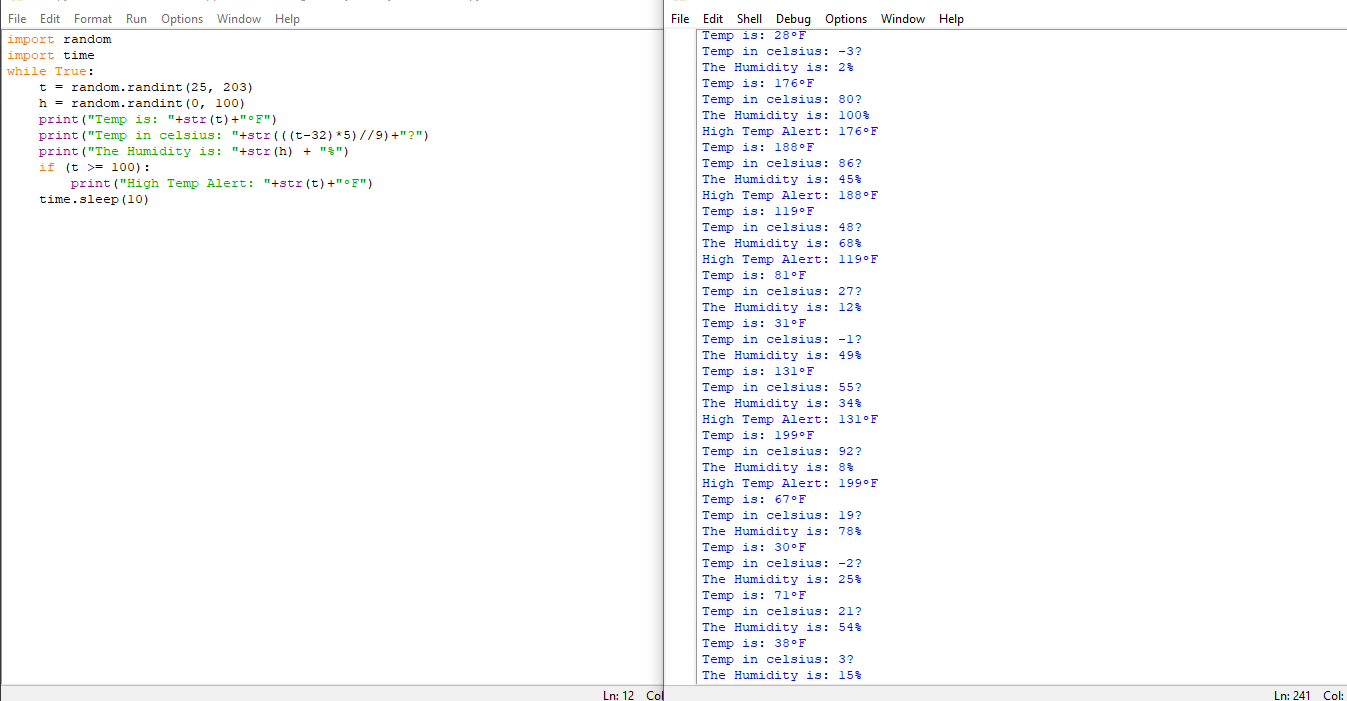 File Edit Format Run Options Window Help
import random
import time
while True:
    t = random.randint(25, 203)
    h = random.randint(0, 100)
    print("Temp is: "+str(t)+"°F")
    print("Temp in celsius: "+str(((t-32)*5)//9)+"?")
    print("The Humidity is: "+str(h) + "%")
    if (t >= 100):
        print("High Temp Alert: "+str(t)+"°F")
    time.sleep(10)
Ln: 12 Col
File Edit Shell Debug Options Window Help
Temp is: 28°F
Temp in celsius: -3?
The Humidity is: 2%
Temp is: 176°F
Temp in celsius: 80?
The Humidity is: 100%
High Temp Alert: 176°F
Temp is: 188°F
Temp in celsius: 86?
The Humidity is: 45%
High Temp Alert: 188°F
Temp is: 119°F
Temp in celsius: 48?
The Humidity is: 68%
High Temp Alert: 119°F
Temp is: 81°F
Temp in celsius: 27?
The Humidity is: 12%
Temp is: 31°F
Temp in celsius: -1?
The Humidity is: 49%
Temp is: 131°F
Temp in celsius: 55?
The Humidity is: 34%
High Temp Alert: 131°F
Temp is: 199°F
Temp in celsius: 92?
The Humidity is: 8%
High Temp Alert: 199°F
Temp is: 67°F
Temp in celsius: 19?
The Humidity is: 78%
Temp is: 30°F
Temp in celsius: -2?
The Humidity is: 25%
Temp is: 71°F
Temp in celsius: 21?
The Humidity is: 54%
Temp is: 38°F
Temp in celsius: 3?
The Humidity is: 15%
Ln: 241 Col: